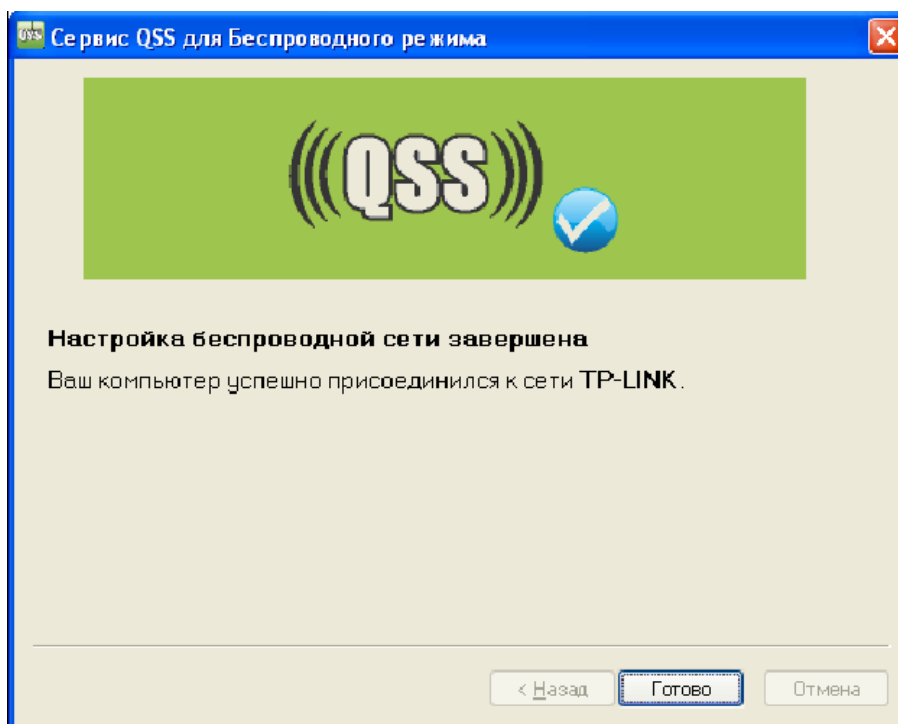 QSS Сервис QSS для Беспроводного режима
(((QSS)))
Настройка беспроводной сети завершена
Ваш компьютер успешно присоединился к сети TP-LINK.
< Назад Готово Отмена